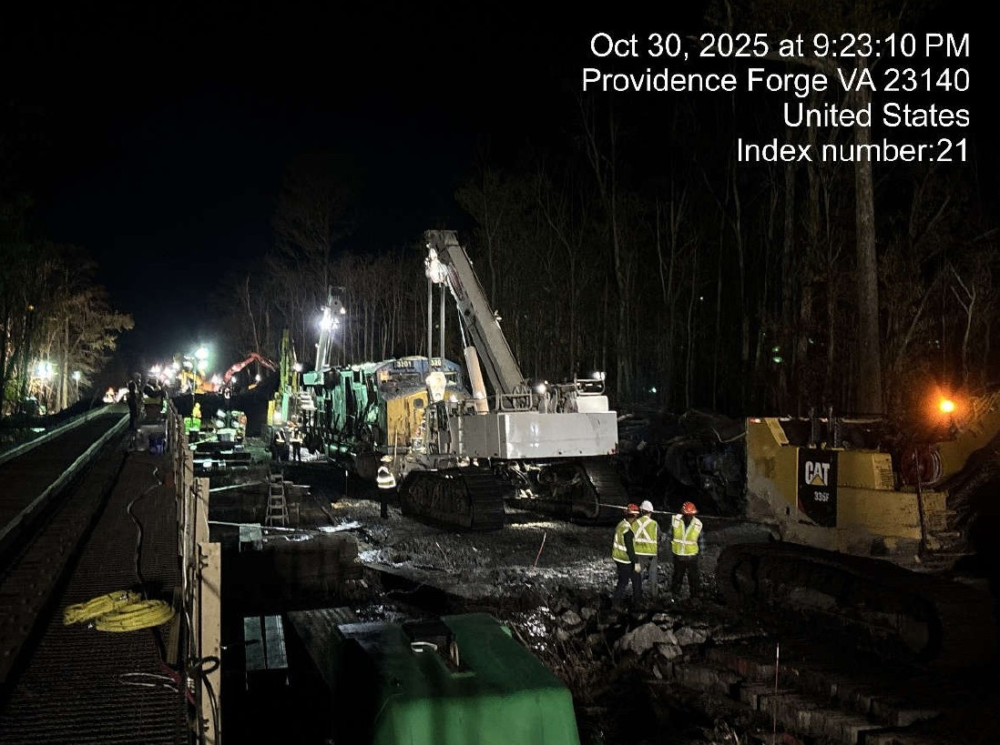 Oct 30, 2025 at 9:23:10 PM
Providence Forge VA 23140
United States
Index number:21
3201
CAT
335F